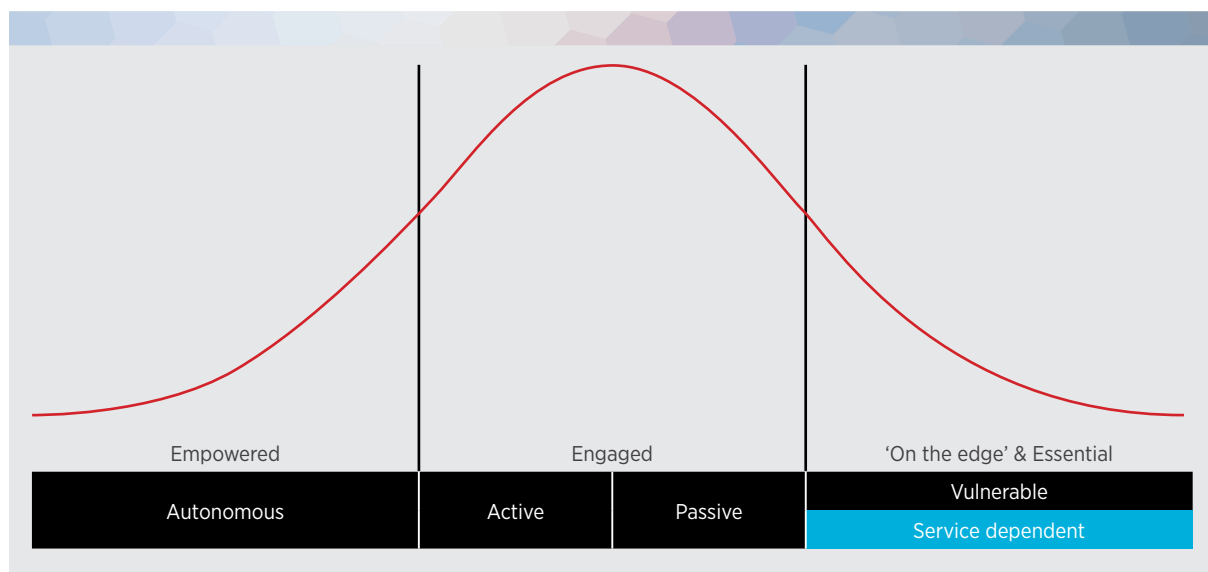 Empowered
Engaged
‘On the edge’ & Essential
Autonomous
Active
Passive
Vulnerable
Service dependent